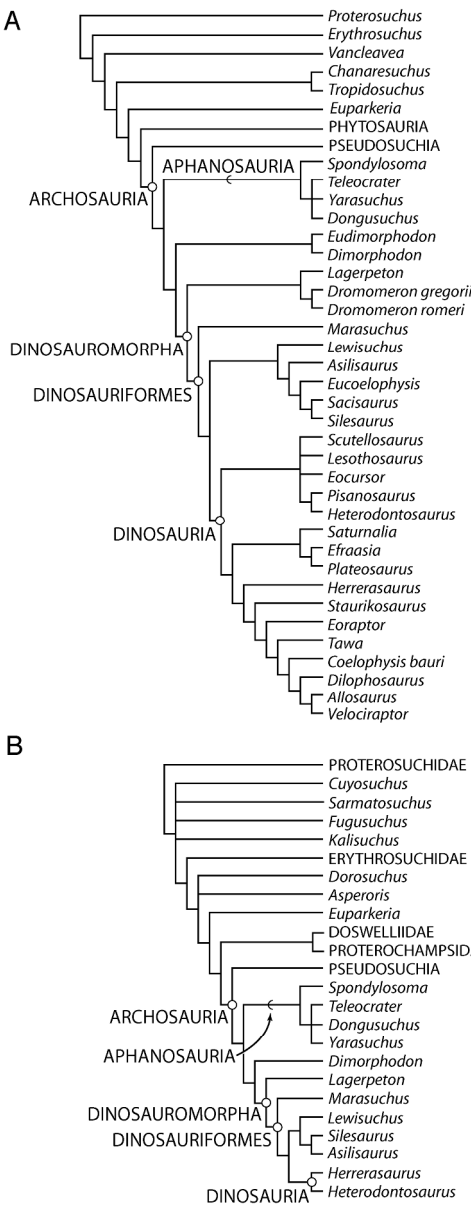 A
Proterosuchus
Erythrosuchus
Vancleavea
Chanaresuchus
Tropidosuchus
Euparkeria
PHYTOSAURIA
PSEUDOSUCHIA
APHANOSAURIA
Spondylosoma
Teleocrater
ARCHOSAURIA
Yarasuchus
Dongusuchus
Eudimorphodon
Dimorphodon
Lagerpeton
Dromomeron gregorii
Dromomeron romeri
Marasuchus
DINOSAUROMORPHA
Lewisuchus
Asilisaurus
Eucoelophysis
DINOSAURIFORMES
Sacisaurus
Silesaurus
Scutellosaurus
Lesothosaurus
Eocursor
Pisanosaurus
Heterodontosaurus
DINOSAURIA
Saturnalia
Efraasia
Plateosaurus
Herrerasaurus
Staurikosaurus
Eoraptor
Tawa
Coelophysis bauri
Dilophosaurus
Allosaurus
Velociraptor
B
PROTEROSUCHIDAE
Cuyosuchus
Sarmatosuchus
Fugusuchus
Kalisuchus
ERYTHROSUCHIDAE
Dorosuchus
Asperoris
Euparkeria
DOSWELLIIDAE
PROTEROCHAMPSID
PSEUDOSUCHIA
Spondylosoma
Teleocrater
ARCHOSAURIA
Dongusuchus
Yarasuchus
APHANOSAURIA
Dimorphodon
Lagerpeton
Marasuchus
DINOSAUROMORPHA
Lewisuchus
DINOSAURIFORMES
Silesaurus
Asilisaurus
Herrerasaurus
DINOSAURIA
Heterodontosaurus